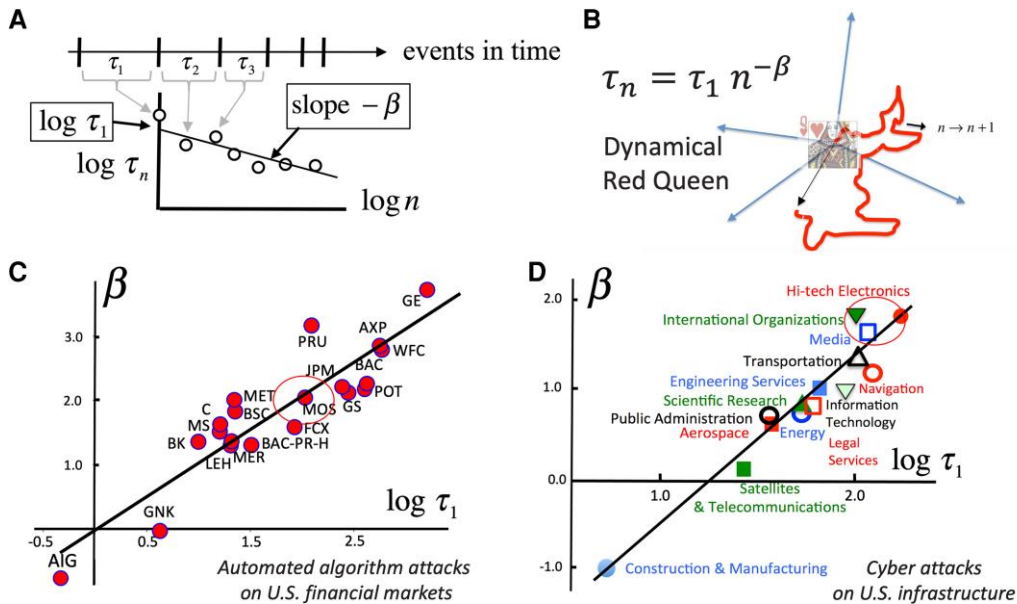 A
events in time
τ1 τ2 τ3
log τ1
slope − β
log τn
log n
B
τn = τ1 n−β
Q
n → n+1
Dynamical
Red Queen
C
β
GE
3.0
PRU
AXP
WFC
JPM
BAC
2.0
MET
MOS
GS
POT
C
BSC
MS
FCX
BK
BAC-PR-H
LEH
MER
1.0
log τ1
GNK
-0.5
0.5
1.5
2.5
AIG
Automated algorithm attacks
on U.S. financial markets
D
β
2.0
Hi-tech Electronics
International Organizations
Media
Transportation
1.0
Engineering Services
Navigation
Scientific Research
Information
Technology
Public Administration
Aerospace
Energy
Legal
Services
log τ1
0.0
1.0
2.0
Satellites
& Telecommunications
-1.0
Construction & Manufacturing
Cyber attacks
on U.S. infrastructure